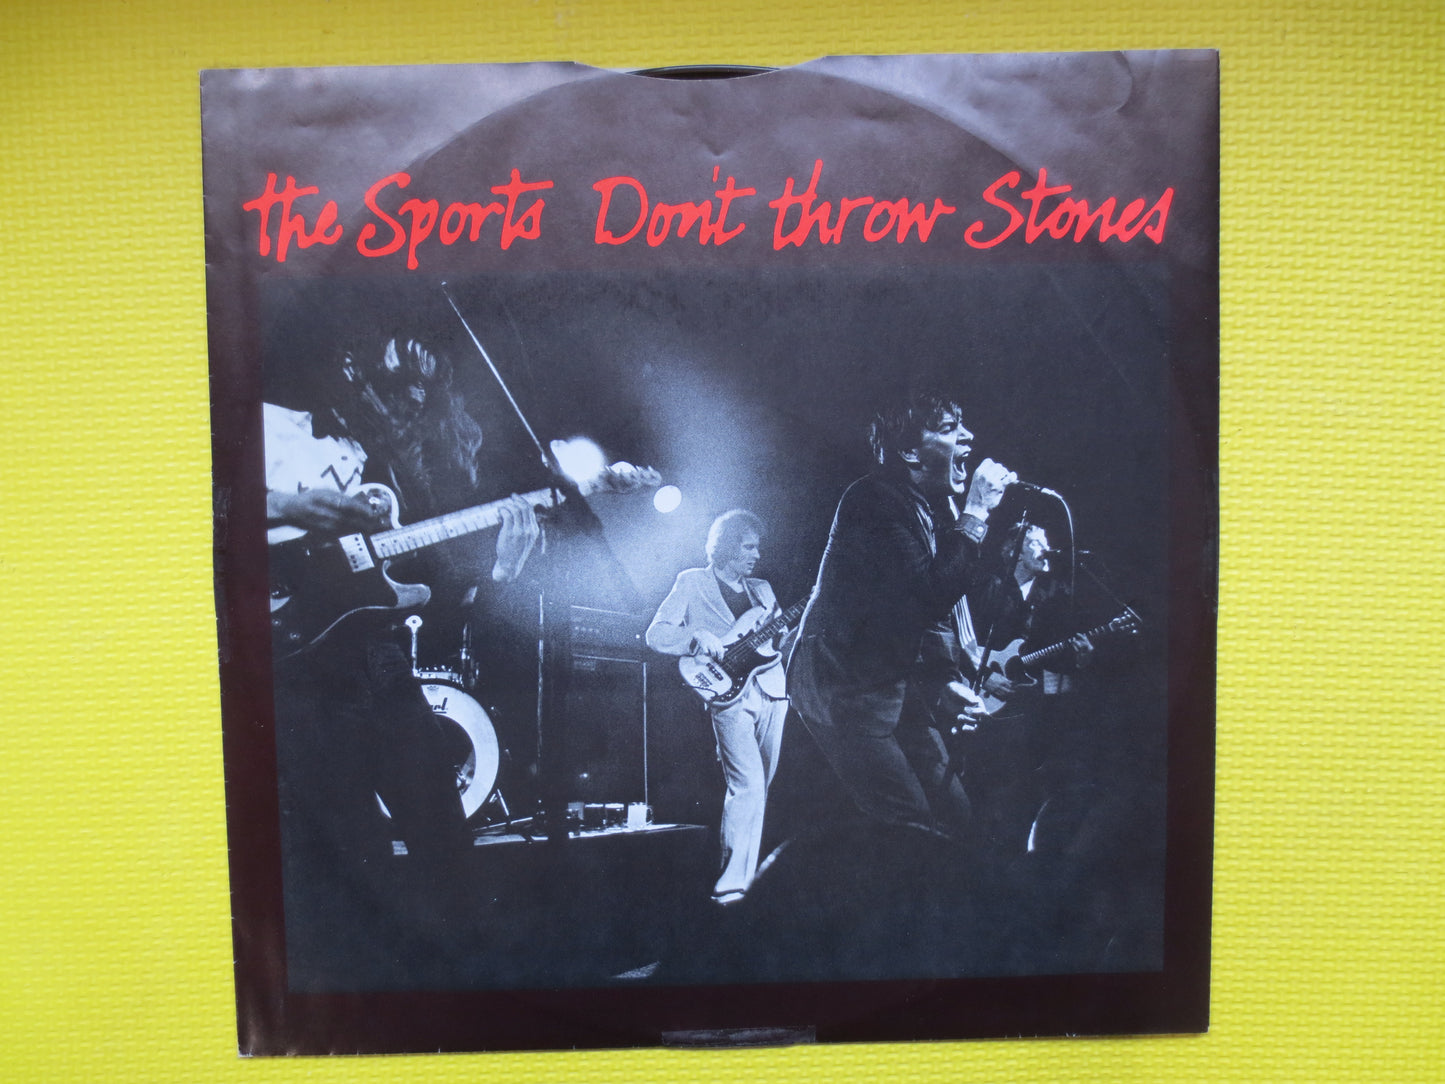 the Sports Don't throw Stones